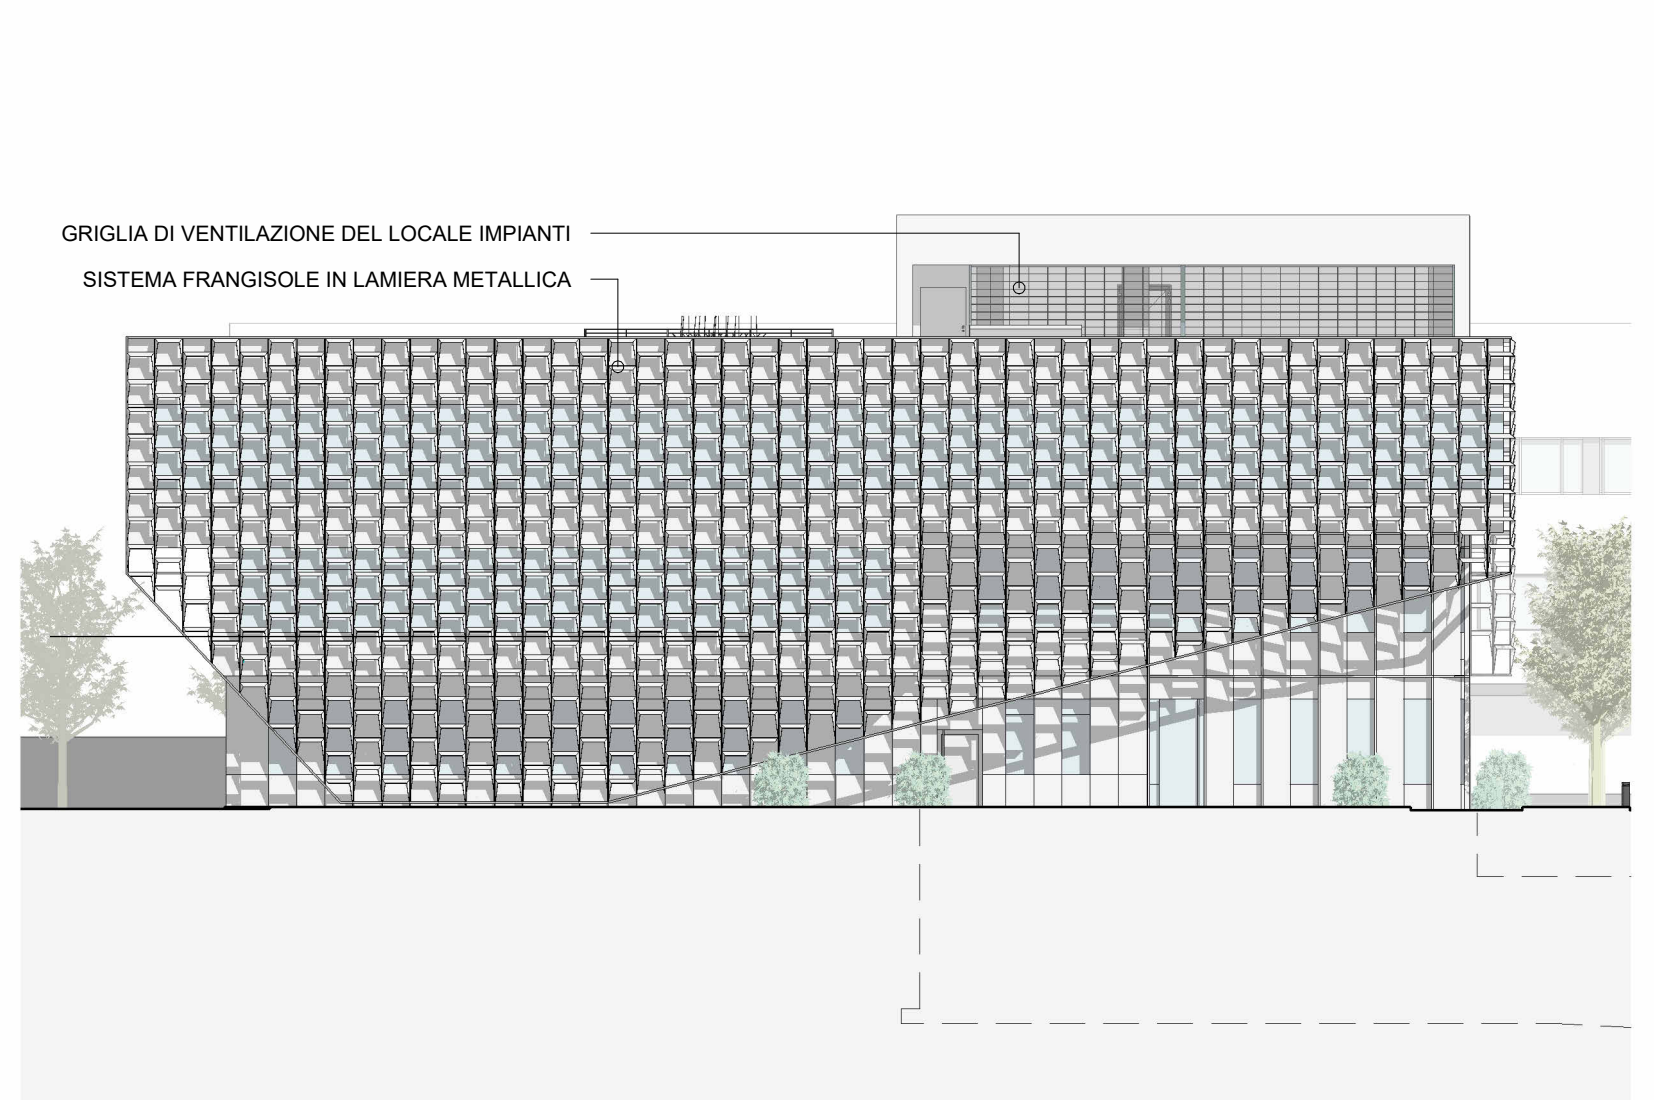 GRIGLIA DI VENTILAZIONE DEL LOCALE IMPIANTI
SISTEMA FRANGISOLE IN LAMIERA METALLICA